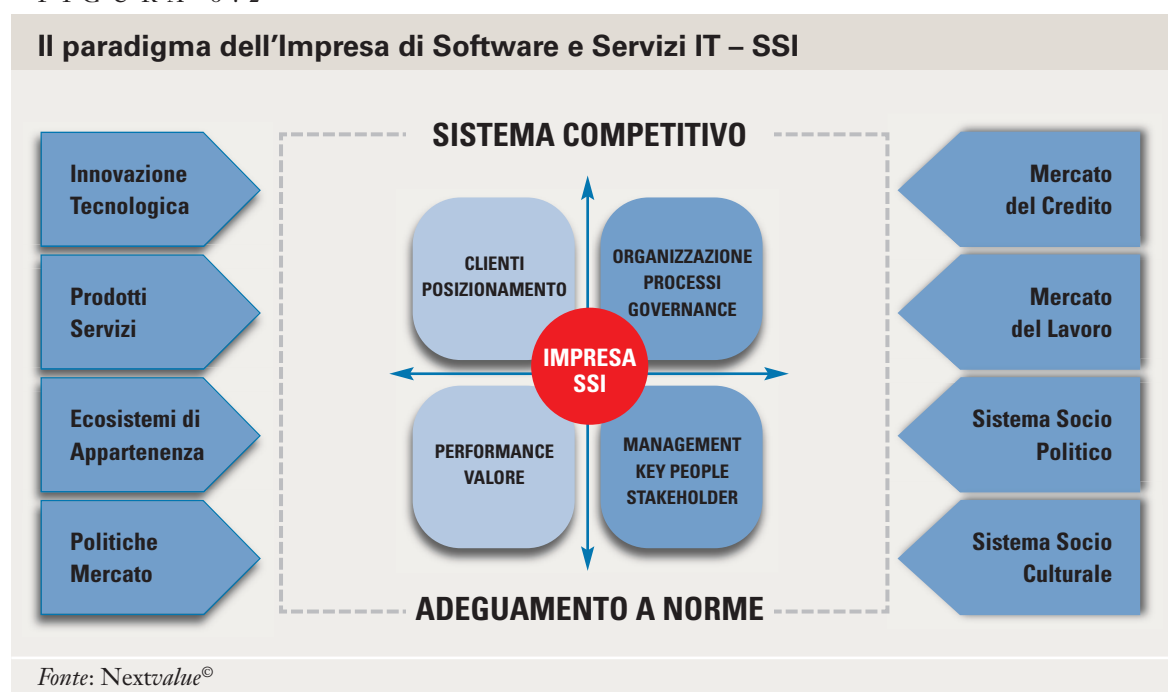 Il paradigma dell'Impresa di Software e Servizi IT – SSI
SISTEMA COMPETITIVO
Innovazione
Tecnologica
Prodotti
Servizi
Ecosistemi di
Appartenenza
Politiche
Mercato
CLIENTI
POSIZIONAMENTO
ORGANIZZAZIONE
PROCESSI
GOVERNANCE
IMPRESA
SSI
PERFORMANCE
VALORE
MANAGEMENT
KEY PEOPLE
STAKEHOLDER
Mercato
del Credito
Mercato
del Lavoro
Sistema Socio
Politico
Sistema Socio
Culturale
ADEGUAMENTO A NORME
Fonte: Nextvalue©